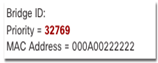 Bridge ID:
Priority = 32769
MAC Address = 000A00222222